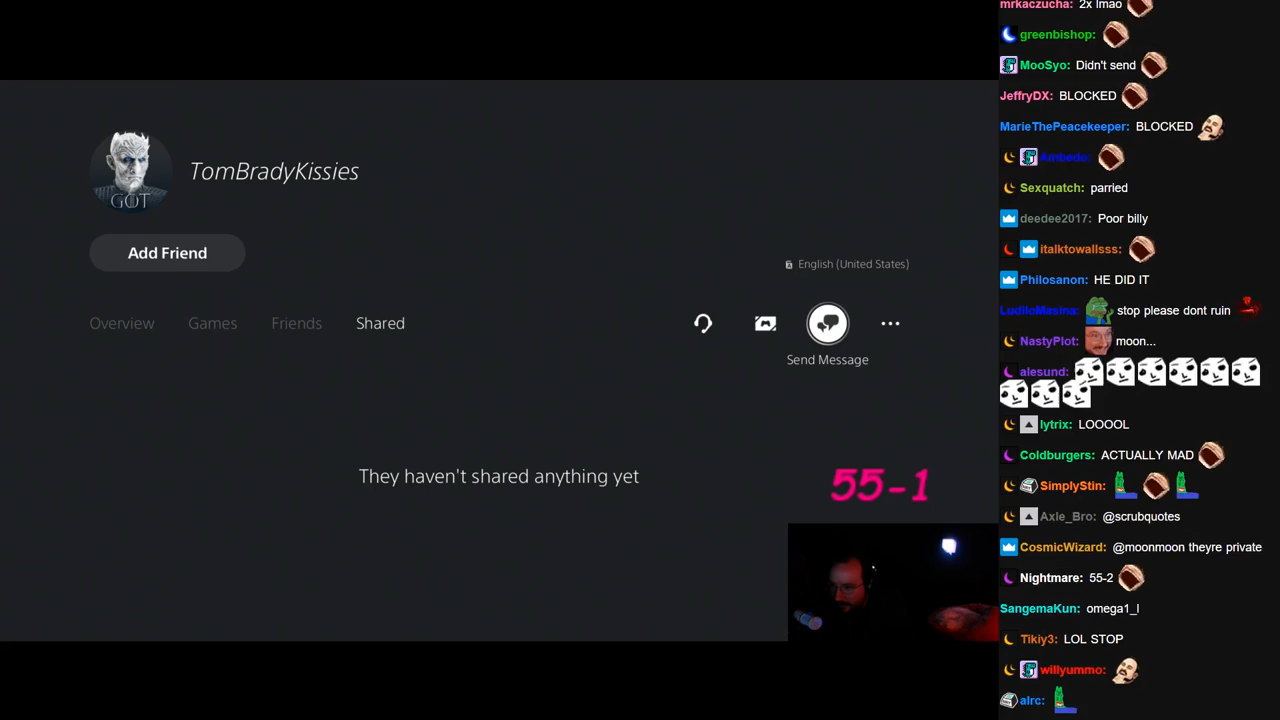 GOT
TomBradyKissies
Add Friend
English (United States)
Overview
Games
Friends
Shared
Send Message
They haven't shared anything yet
55-1
mrkaczucha: 2x lmao
greenbishop:
MooSyo: Didn't send
JeffryDX: BLOCKED
MarieThePeacekeeper: BLOCKED
Ambedo:
Sexquatch: parried
deedee2017: Poor billy
italktowallsss:
Philosanon: HE DID IT
LudiloMasina: stop please dont ruin
NastyPlot: moon...
alesund:
lytrix: LOOOOL
Coldburgers: ACTUALLY MAD
SimplyStin:
Axle_Bro: @scrubquotes
CosmicWizard: @moonmoon theyre private
Nightmare: 55-2
SangemaKun: omega1_l
Tikiy3: LOL STOP
willyummo:
alrc: